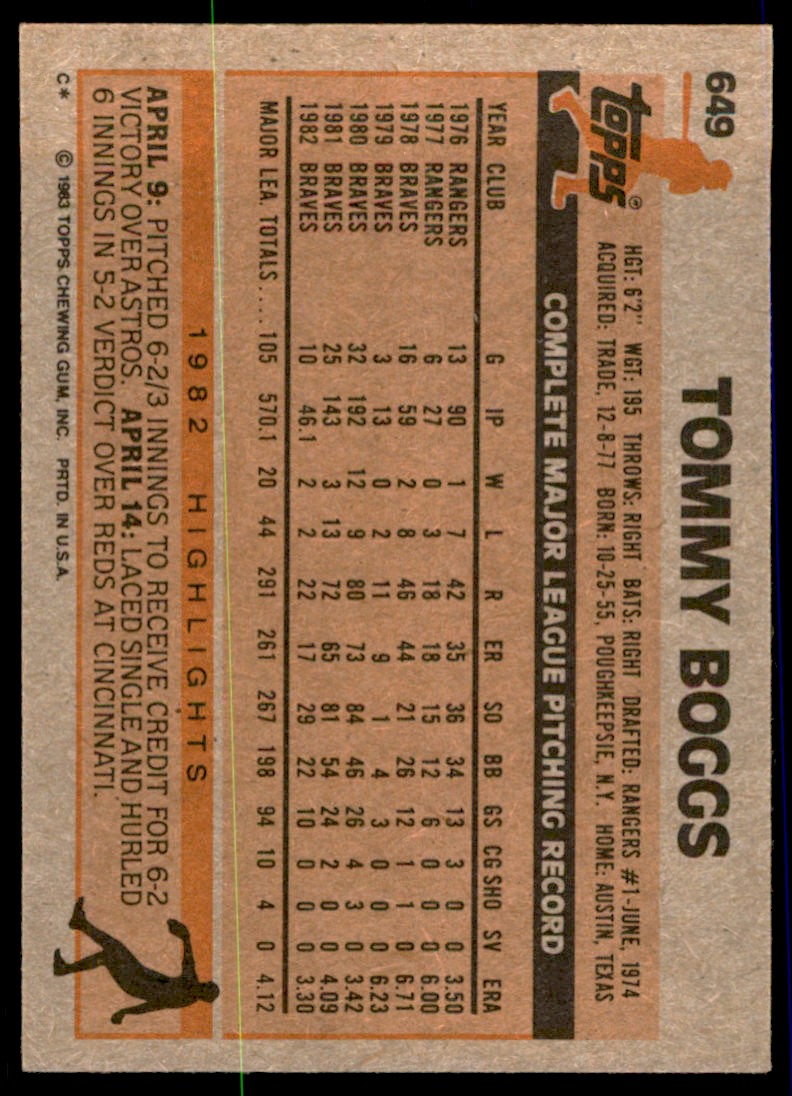 649
TOMMY BOGGS
topps®
HGT: 6'2" WGT: 195 THROWS: RIGHT BATS: RIGHT DRAFTED: RANGERS #1-JUNE, 1974
ACQUIRED: TRADE, 12-8-77 BORN: 10-25-55, POUGHKEEPSIE, N.Y. HOME: AUSTIN, TEXAS
COMPLETE MAJOR LEAGUE PITCHING RECORD
YEAR CLUB G IP W L R ER SO BB GS CG SHO SV ERA
1976 RANGERS 13 90 1 7 42 35 36 34 13 3 0 0 3.50
1977 RANGERS 6 27 0 3 18 18 15 12 6 0 0 0 6.00
1978 BRAVES 16 59 2 8 46 44 21 26 12 1 1 0 6.71
1979 BRAVES 3 13 0 2 11 9 1 4 3 0 0 0 6.23
1980 BRAVES 32 192 12 9 80 73 84 46 26 4 3 0 3.42
1981 BRAVES 25 143 3 13 72 65 81 54 24 2 0 0 4.09
1982 BRAVES 10 46.1 2 2 22 17 29 22 10 0 0 0 3.30
MAJOR LEA. TOTALS.... 105 570.1 20 44 291 261 267 198 94 10 4 0 4.12
1982 HIGHLIGHTS
APRIL 9: PITCHED 6-2/3 INNINGS TO RECEIVE CREDIT FOR 6-2
VICTORY OVER ASTROS. APRIL 14: LACED SINGLE AND HURLED
6 INNINGS IN 5-2 VERDICT OVER REDS AT CINCINNATI.
C* © 1983 TOPPS CHEWING GUM, INC. PRTD. IN U.S.A.